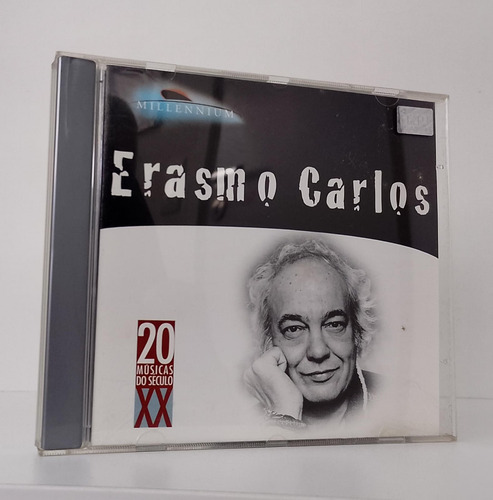 MILLENNIUM
Erasmo Carlos
20
MÚSICAS
DO SÉCULO
XX